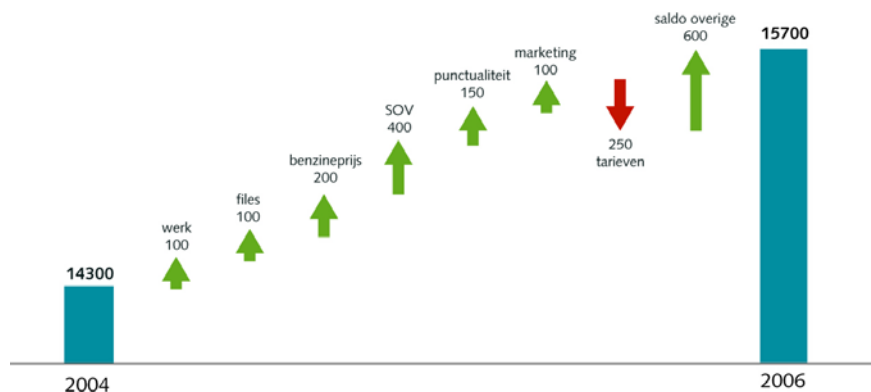 14300
2004
werk
100
files
100
benzineprijs
200
SOV
400
punctualiteit
150
marketing
100
250
tarieven
saldo overige
600
15700
2006